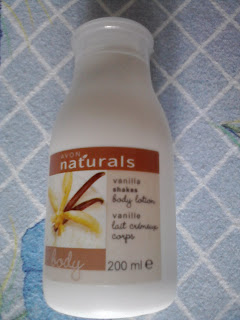 AVON
naturals
vanilla
shakes
body lotion
vanille
lait crémeux
corps
body
200 ml e